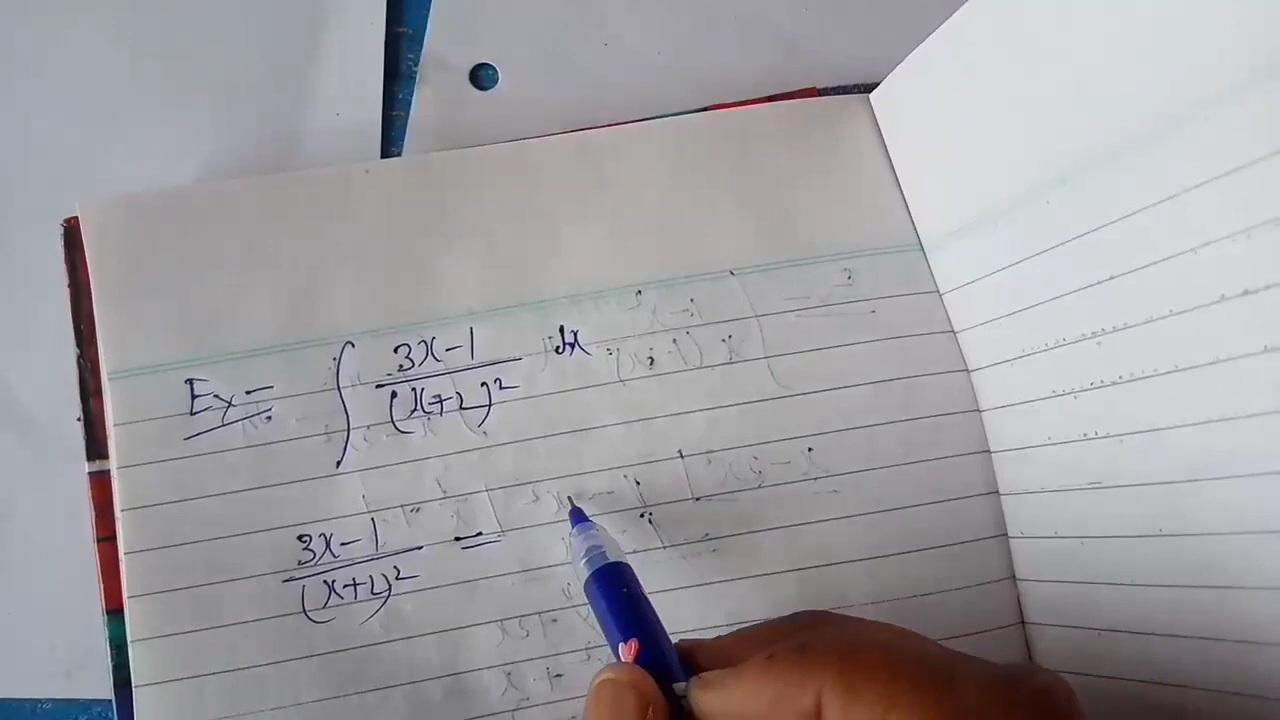 Ex- ∫ 3x-1 / (x+2)² dx
3x-1 / (x+2)² =